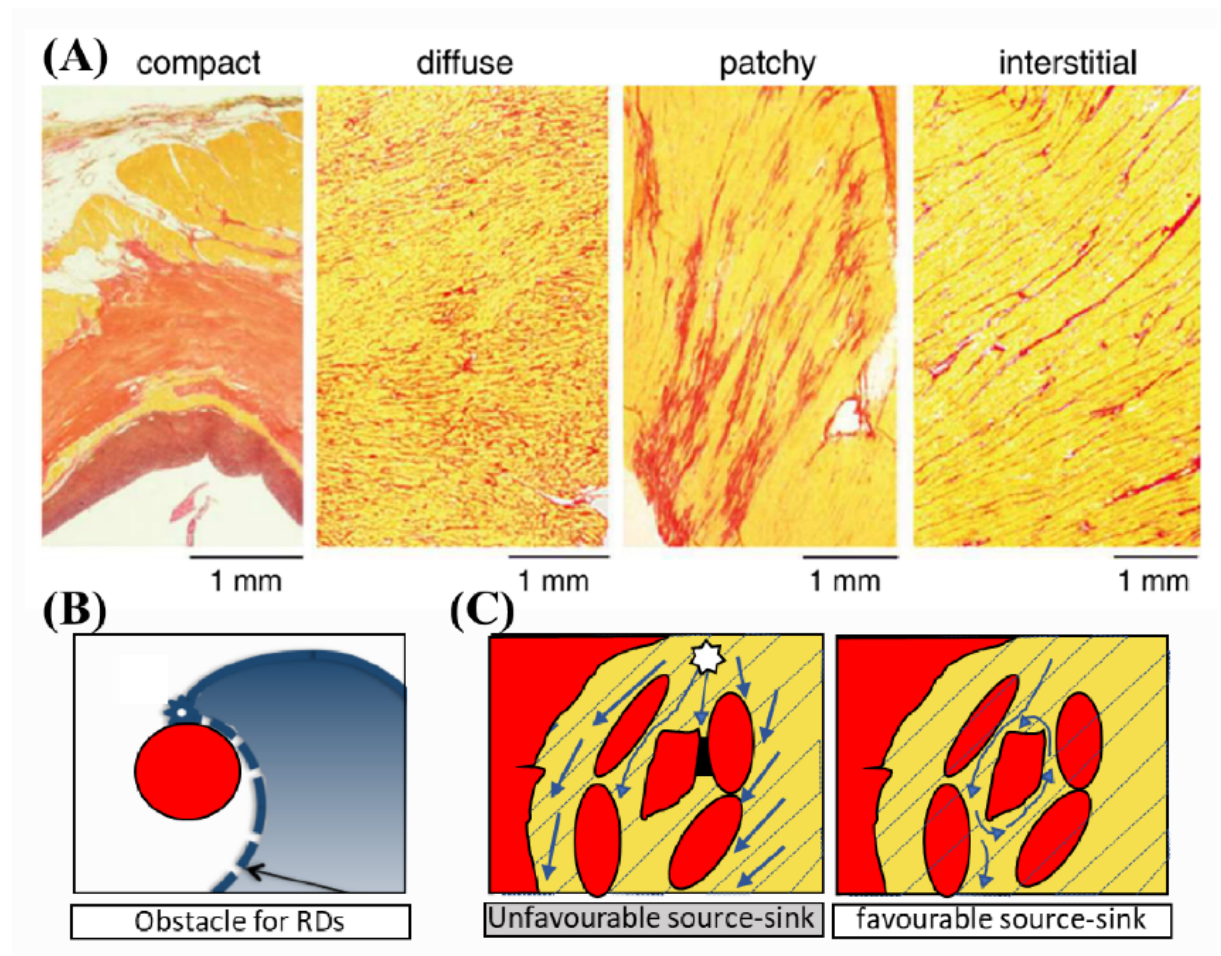 (A)
compact diffuse patchy interstitial
1 mm 1 mm 1 mm 1 mm
(B) (C)
Obstacle for RDs Unfavourable source-sink favourable source-sink